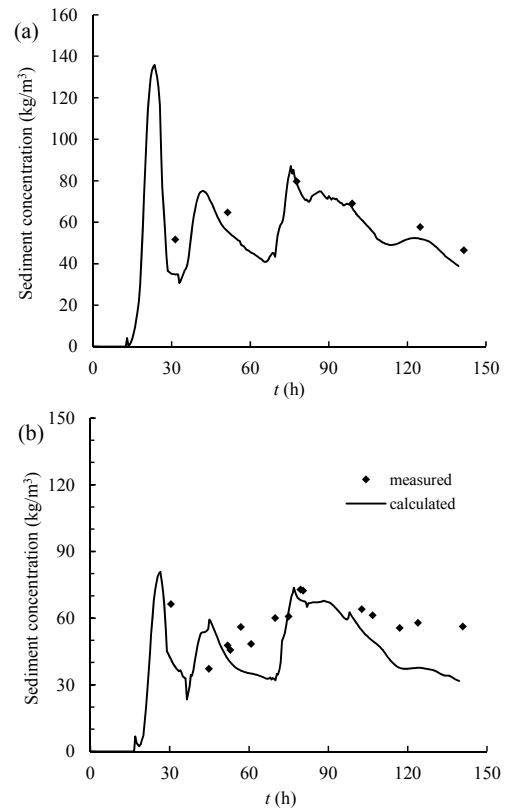 (a)
160
140
120
100
80
60
40
20
0
Sediment concentration (kg/m³)
0 30 60 90 120 150
t (h)
(b)
150
120
90
60
30
0
Sediment concentration (kg/m³)
measured
calculated
0 30 60 90 120 150
t (h)